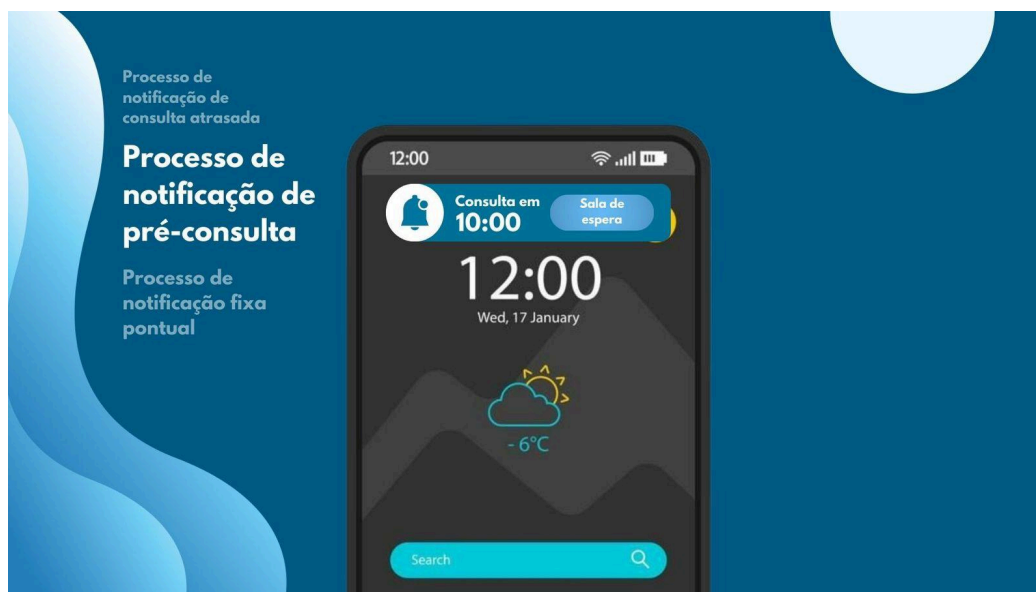 Processo de
notificação de
consulta atrasada
Processo de
notificação de
pré-consulta
Processo de
notificação fixa
pontual
12:00
Consulta em
10:00
Sala de
espera
12:00
Wed, 17 January
- 6°C
Search